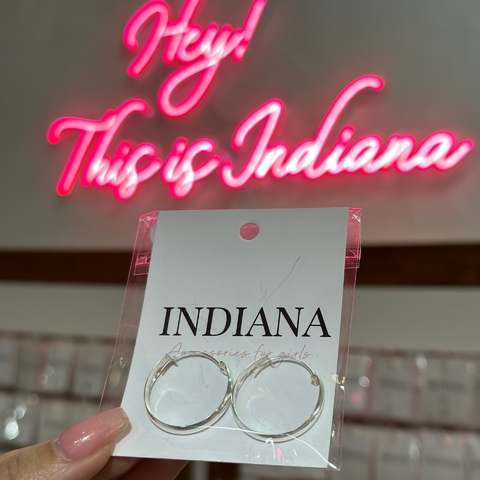 Hey!
This is Indiana
INDIANA
Accessories for girls